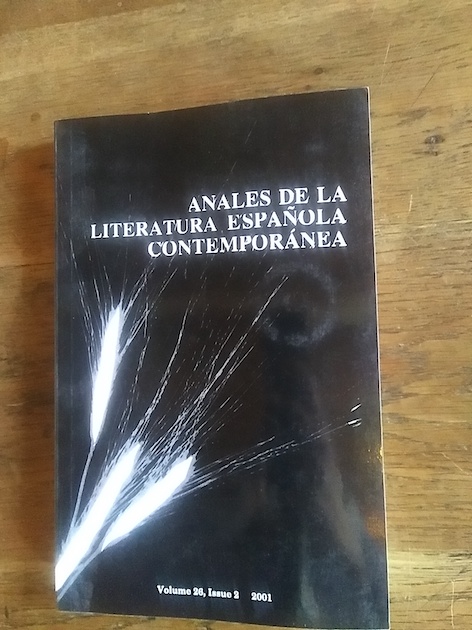 ANALES DE LA
LITERATURA ESPAÑOLA
CONTEMPORÁNEA
Volume 26, Issue 2 2001